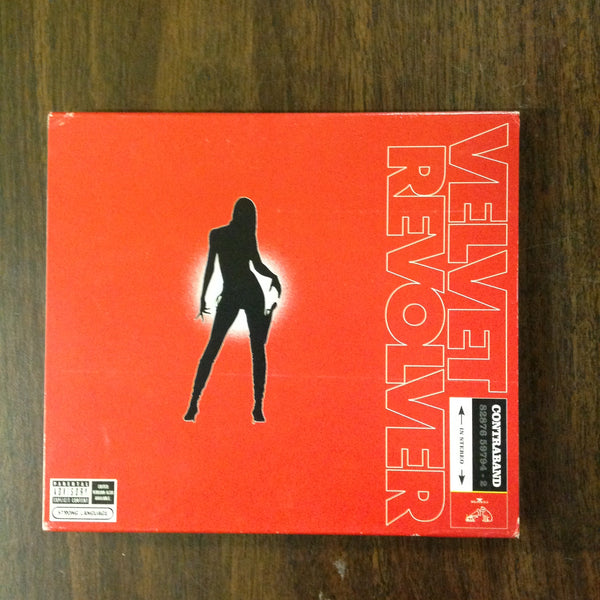 VELVET
REVOLVER
CONTRABAND
82876 59794 - 2
IN STEREO
PARENTAL
ADVISORY
EXPLICIT CONTENT
STRONG LANGUAGE